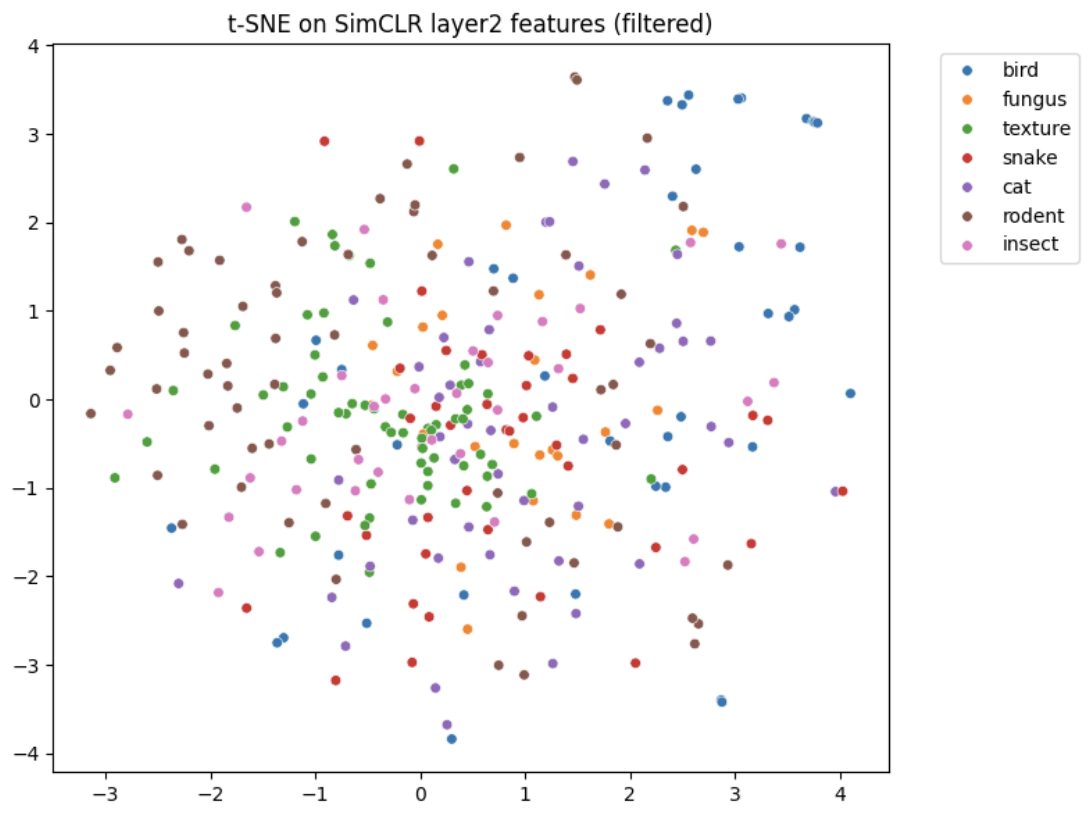 t-SNE on SimCLR layer2 features (filtered)
4
3
2
1
0
−1
−2
−3
−4
−3
−2
−1
0
1
2
3
4
bird
fungus
texture
snake
cat
rodent
insect